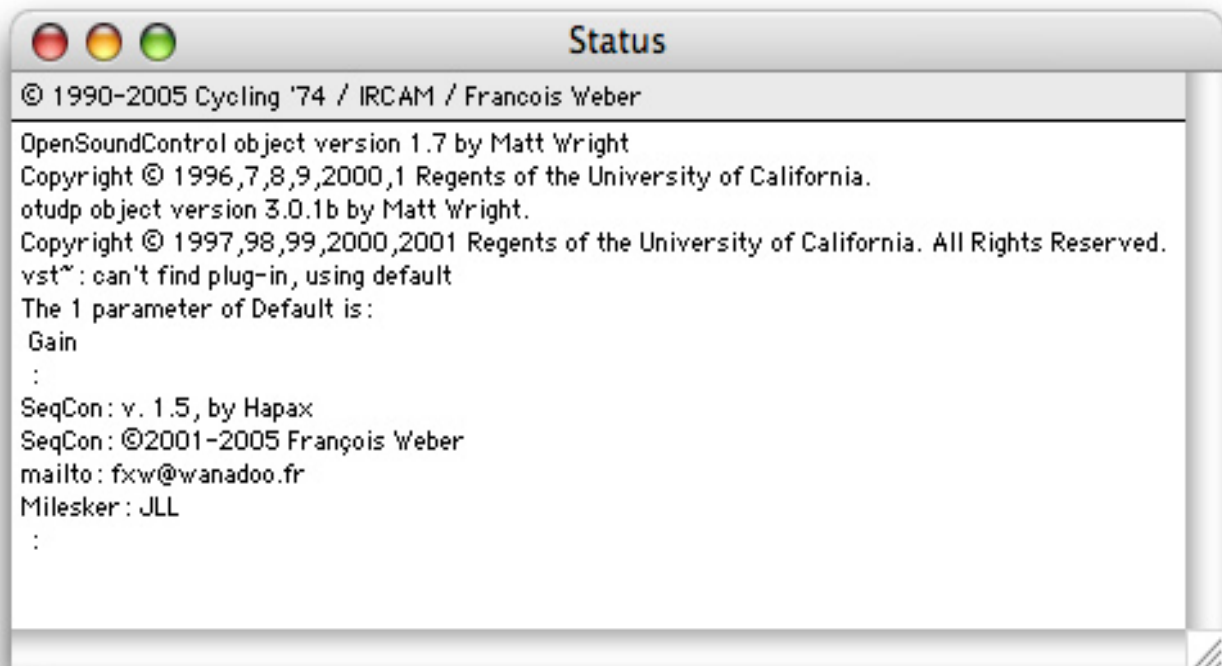 Status
© 1990-2005 Cycling '74 / IRCAM / Francois Weber
OpenSoundControl object version 1.7 by Matt Wright
Copyright © 1996,7,8,9,2000,1 Regents of the University of California.
otudp object version 3.0.1b by Matt Wright.
Copyright © 1997,98,99,2000,2001 Regents of the University of California. All Rights Reserved.
vst~: can't find plug-in, using default
The 1 parameter of Default is:
Gain
:
SeqCon: v. 1.5, by Hapax
SeqCon: ©2001-2005 François Weber
mailto: fxw@wanadoo.fr
Milesker: JLL
: